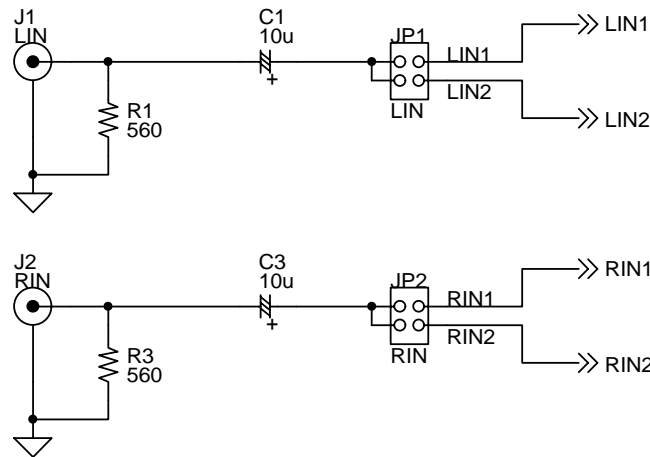 J1
LIN
C1
10u
JP1
LIN1
LIN1
R1
560
+
LIN2
LIN
LIN2
J2
RIN
C3
10u
JP2
RIN1
RIN1
R3
560
+
RIN2
RIN
RIN2